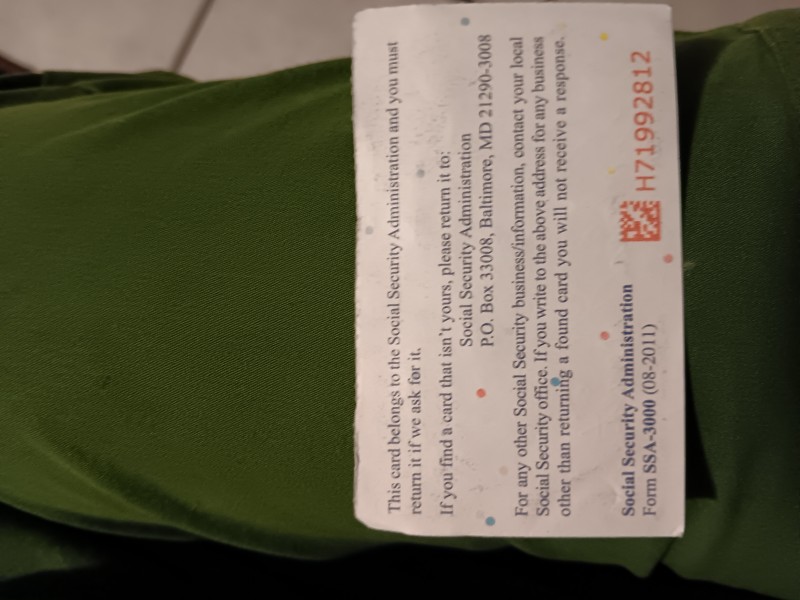 This card belongs to the Social Security Administration and you must
return it if we ask for it.
If you find a card that isn't yours, please return it to:
Social Security Administration
P.O. Box 33008, Baltimore, MD 21290-3008
For any other Social Security business/information, contact your local
Social Security office. If you write to the above address for any business
other than returning a found card you will not receive a response.
Social Security Administration
Form SSA-3000 (08-2011)
H71992812